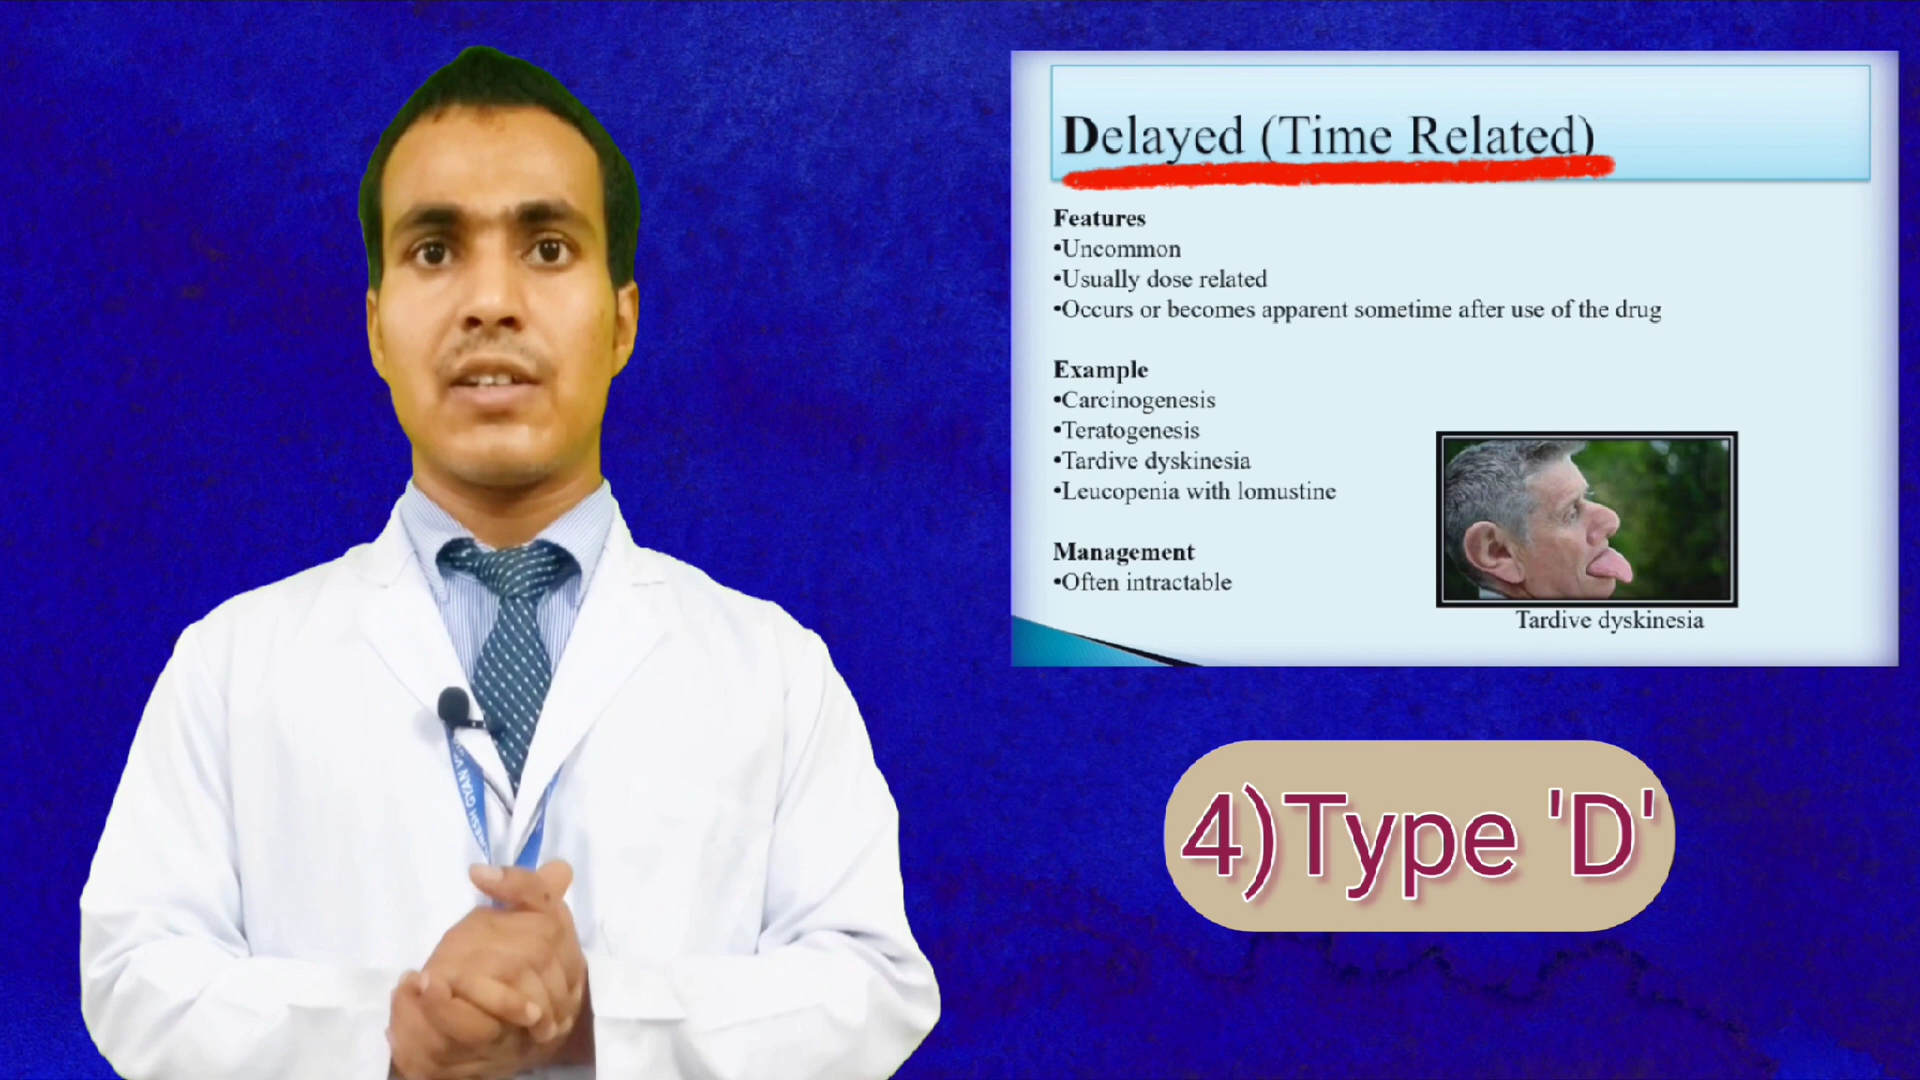 Delayed (Time Related)
Features
•Uncommon
•Usually dose related
•Occurs or becomes apparent sometime after use of the drug
Example
•Carcinogenesis
•Teratogenesis
•Tardive dyskinesia
•Leucopenia with lomustine
Management
•Often intractable
Tardive dyskinesia
4)Type 'D'
GYAN